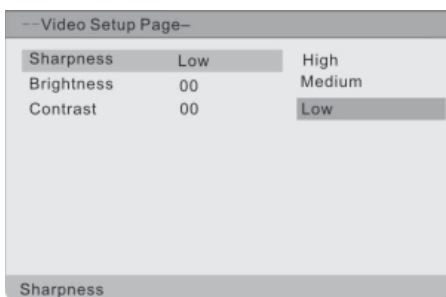 --Video Setup Page–
Sharpness Low High
Brightness 00 Medium
Contrast 00 Low
Sharpness